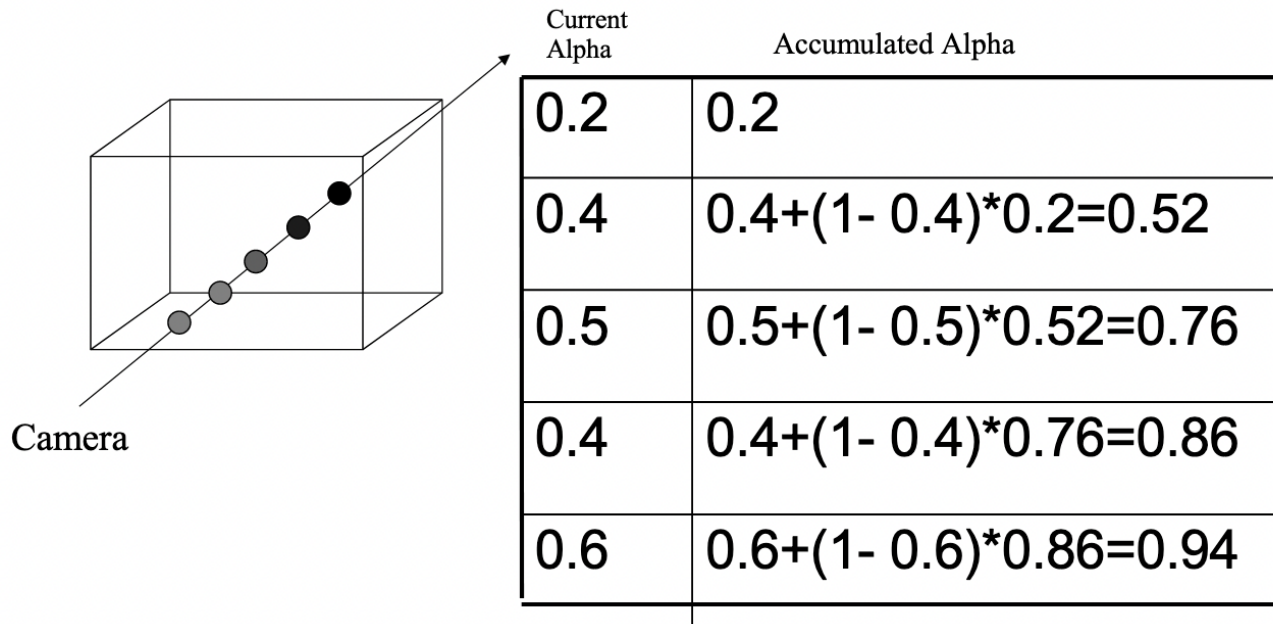 Current
Alpha
Accumulated Alpha
0.2
0.2
0.4
0.4+(1- 0.4)*0.2=0.52
0.5
0.5+(1- 0.5)*0.52=0.76
0.4
0.4+(1- 0.4)*0.76=0.86
0.6
0.6+(1- 0.6)*0.86=0.94
Camera